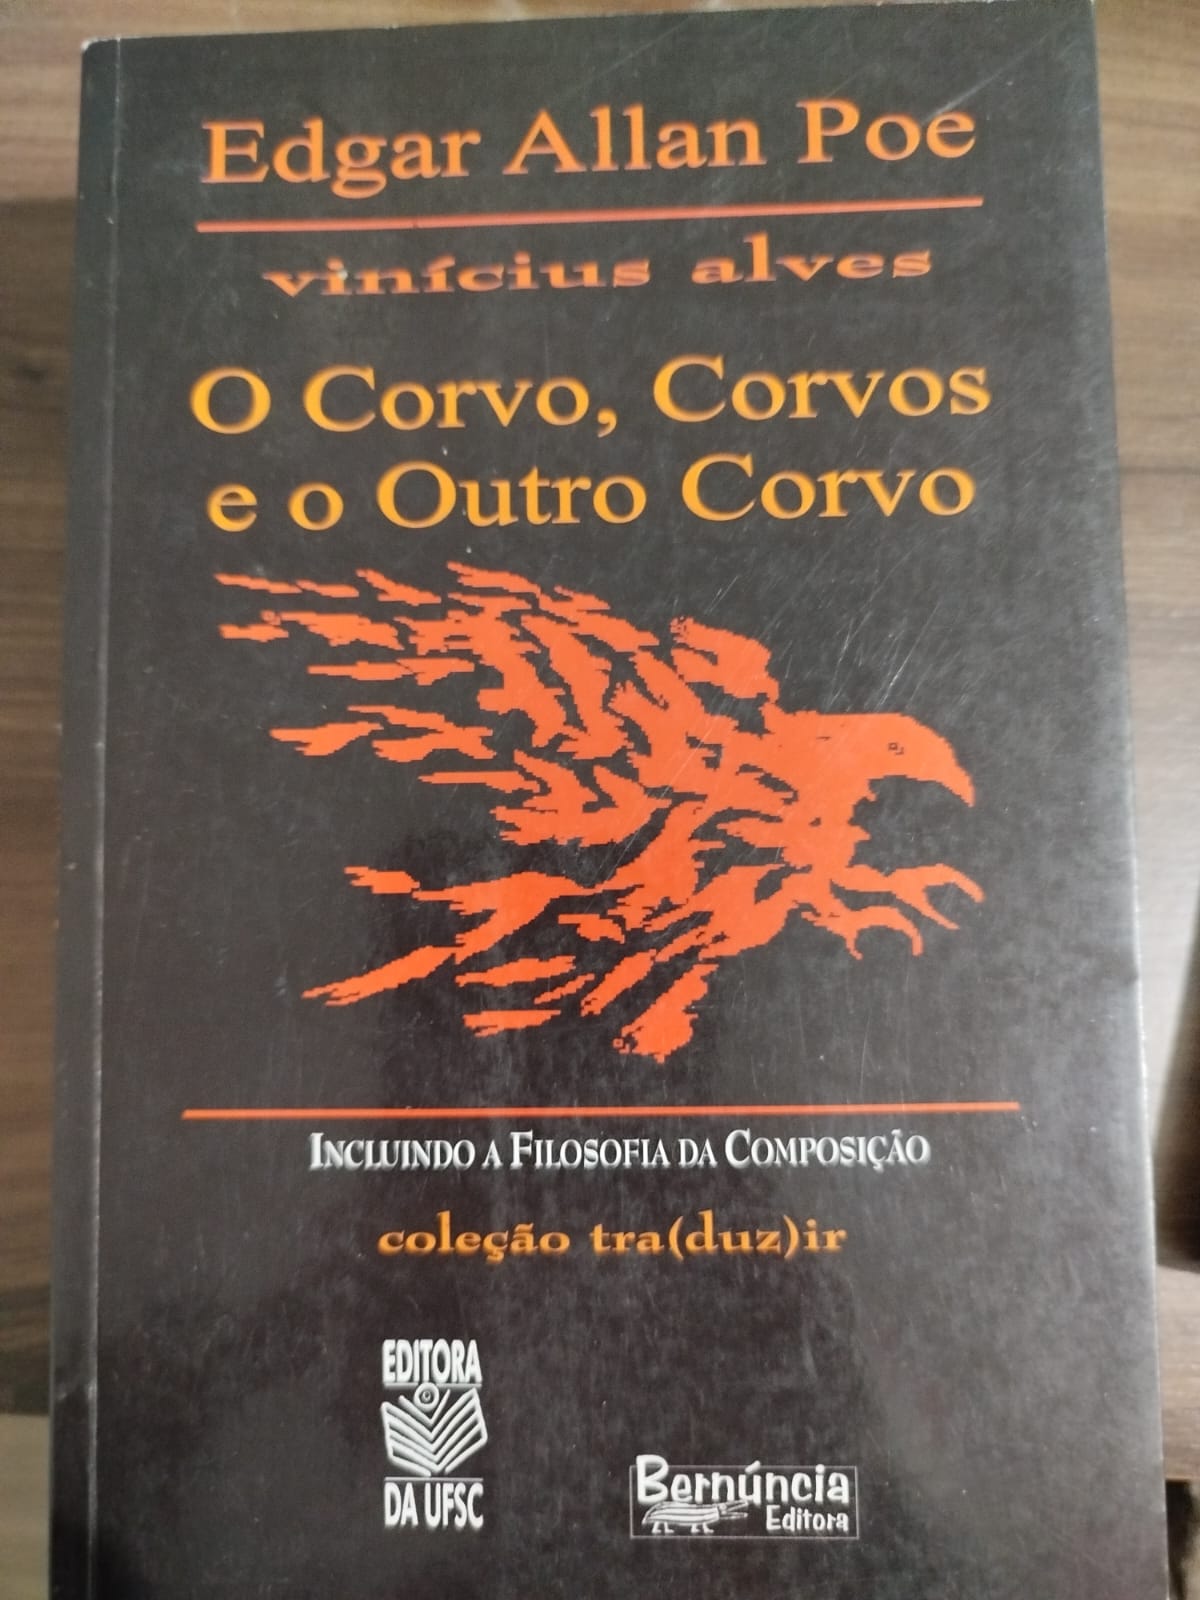 Edgar Allan Poe
vinícius alves
O Corvo, Corvos
e o Outro Corvo
INCLUINDO A FILOSOFIA DA COMPOSIÇÃO
coleção tra(duz)ir
EDITORA
DA UFSC
Bernúncia
Editora